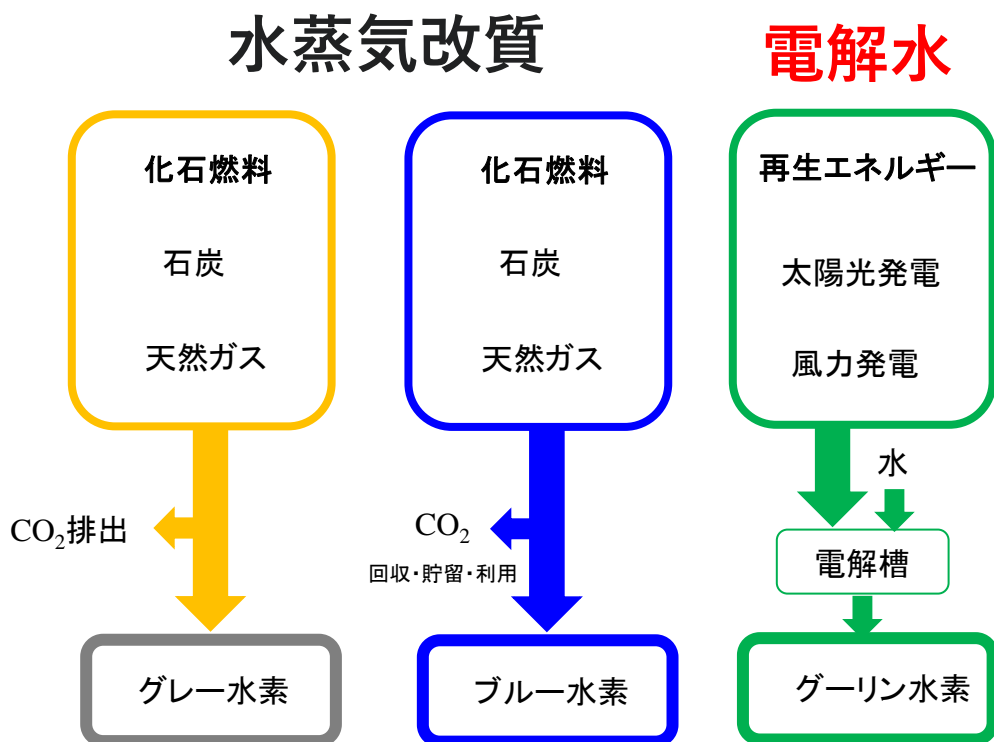 水蒸気改質
電解水
化石燃料
石炭
天然ガス
CO₂排出
グレー水素
化石燃料
石炭
天然ガス
CO₂
回収・貯留・利用
ブルー水素
再生エネルギー
太陽光発電
風力発電
水
電解槽
グーリン水素